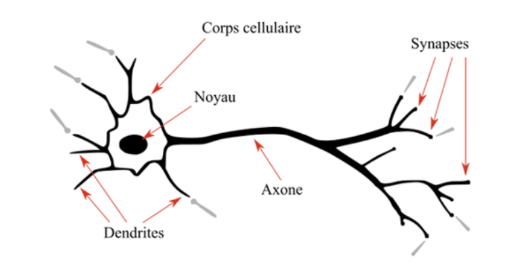 Corps cellulaire
Synapses
Noyau
Axone
Dendrites